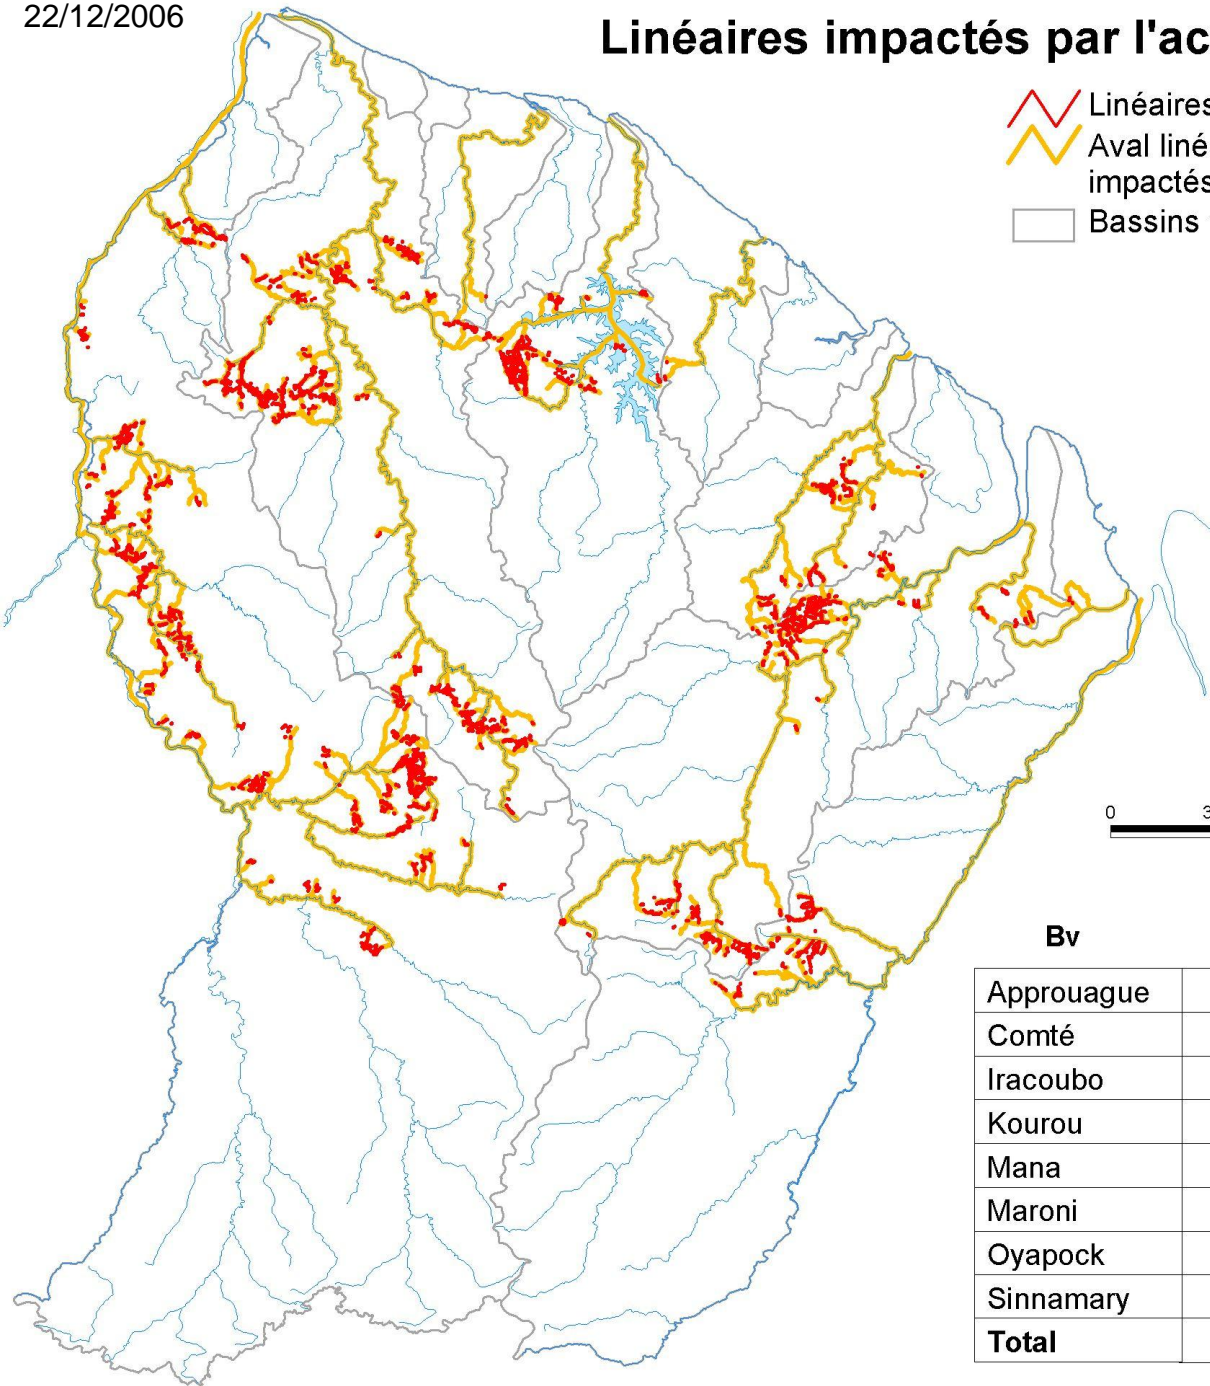 22/12/2006
Linéaires impactés par l'ac
Linéaires
Aval liné
impactés
Bassins
0 3
Bv
Approuague
Comté
Iracoubo
Kourou
Mana
Maroni
Oyapock
Sinnamary
Total